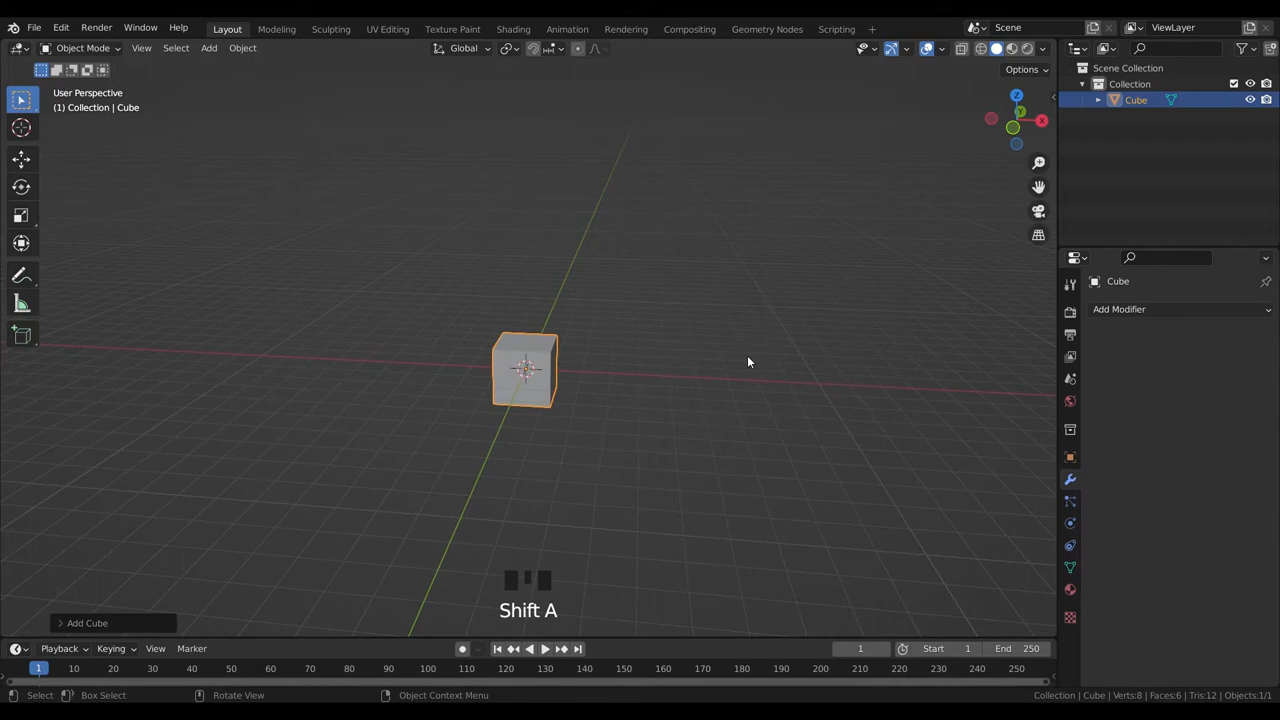 File Edit Render Window Help Layout Modeling Sculpting UV Editing Texture Paint Shading Animation Rendering Compositing Geometry Nodes Scripting + Scene ViewLayer
Object Mode View Select Add Object Global
Options
User Perspective
(1) Collection | Cube
Z
Y
X
Scene Collection
Collection
Cube
Cube
Add Modifier
Shift A
> Add Cube
Playback Keying View Marker 1 Start 1 End 250
1 10 20 30 40 50 60 70 80 90 100 110 120 130 140 150 160 170 180 190 200 210 220 230 240 250
Select Box Select Rotate View Object Context Menu Collection | Cube | Verts:8 | Faces:6 | Tris:12 | Objects:1/1